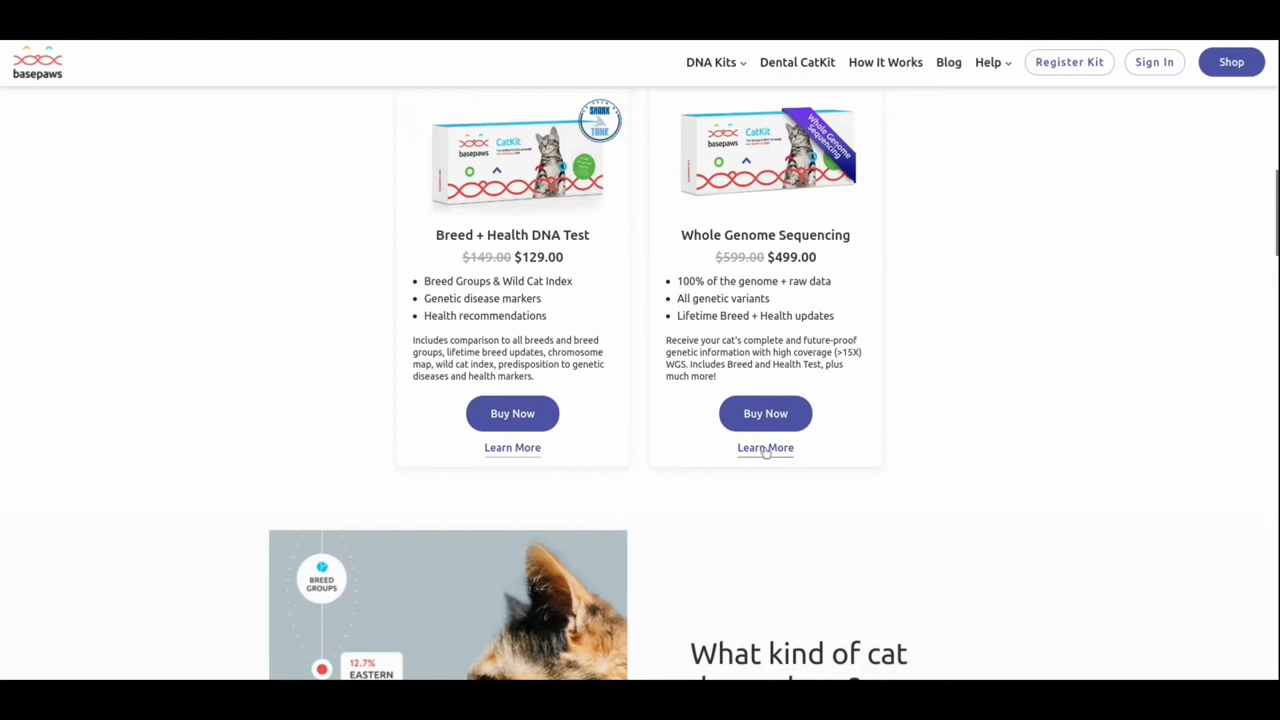 basepaws
DNA Kits
Dental CatKit
How It Works
Blog
Help
Register Kit
Sign In
Shop
SHARK
TANK
basepaws
CatKit
basepaws
CatKit
Whole Genome
Sequencing
Breed + Health DNA Test
$149.00 $129.00
• Breed Groups & Wild Cat Index
• Genetic disease markers
• Health recommendations
Includes comparison to all breeds and breed
groups, lifetime breed updates, chromosome
map, wild cat index, predisposition to genetic
diseases and health markers.
Buy Now
Learn More
Whole Genome Sequencing
$599.00 $499.00
• 100% of the genome + raw data
• All genetic variants
• Lifetime Breed + Health updates
Receive your cat's complete and future-proof
genetic information with high coverage (>15X)
WGS. Includes Breed and Health Test, plus
much more!
Buy Now
Learn More
BREED
GROUPS
12.7%
EASTERN
What kind of cat